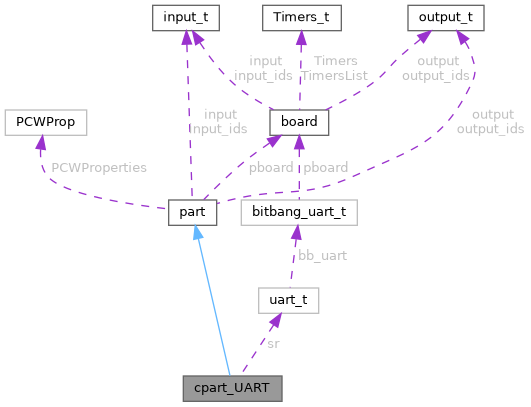 input_t
Timers_t
output_t
input
input_ids
Timers
TimersList
output
output_ids
PCWProp
board
input
input_ids
output
output_ids
PCWProperties
pboard
pboard
part
bitbang_uart_t
bb_uart
uart_t
sr
cpart_UART